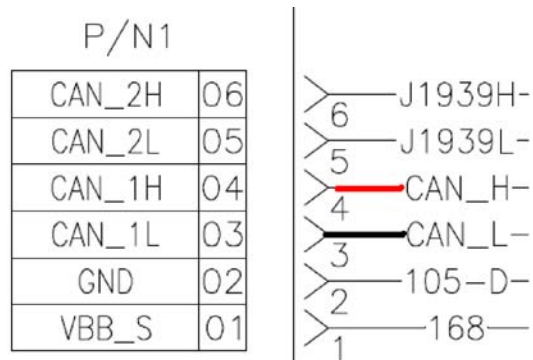 P/N1
CAN_2H 06 6 J1939H-
CAN_2L 05 5 J1939L-
CAN_1H 04 4 CAN_H-
CAN_1L 03 3 CAN_L-
GND 02 2 105-D-
VBB_S 01 1 168